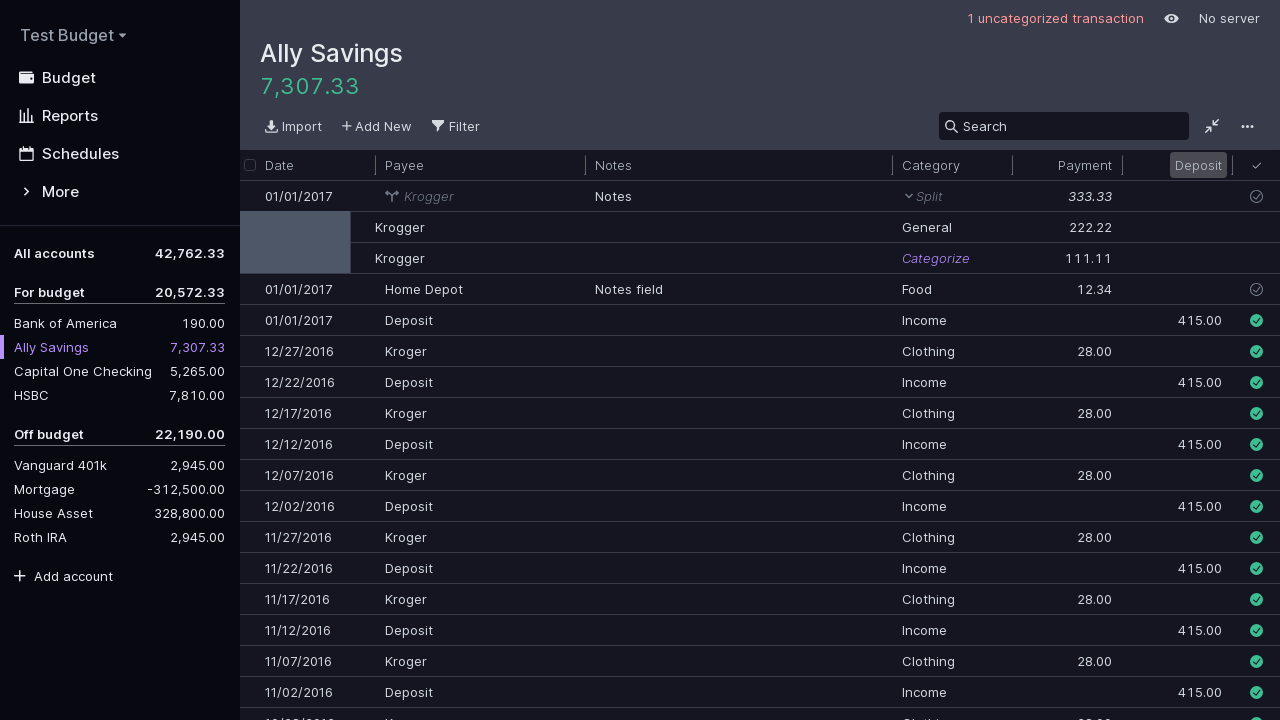 Test Budget
Budget
Reports
Schedules
More
All accounts 42,762.33
For budget 20,572.33
Bank of America 190.00
Ally Savings 7,307.33
Capital One Checking 5,265.00
HSBC 7,810.00
Off budget 22,190.00
Vanguard 401k 2,945.00
Mortgage -312,500.00
House Asset 328,800.00
Roth IRA 2,945.00
Add account
1 uncategorized transaction No server
Ally Savings
7,307.33
Import Add New Filter Search
Date Payee Notes Category Payment Deposit
01/01/2017 Krogger Notes Split 333.33
Krogger General 222.22
Krogger Categorize 111.11
01/01/2017 Home Depot Notes field Food 12.34
01/01/2017 Deposit Income 415.00
12/27/2016 Kroger Clothing 28.00
12/22/2016 Deposit Income 415.00
12/17/2016 Kroger Clothing 28.00
12/12/2016 Deposit Income 415.00
12/07/2016 Kroger Clothing 28.00
12/02/2016 Deposit Income 415.00
11/27/2016 Kroger Clothing 28.00
11/22/2016 Deposit Income 415.00
11/17/2016 Kroger Clothing 28.00
11/12/2016 Deposit Income 415.00
11/07/2016 Kroger Clothing 28.00
11/02/2016 Deposit Income 415.00